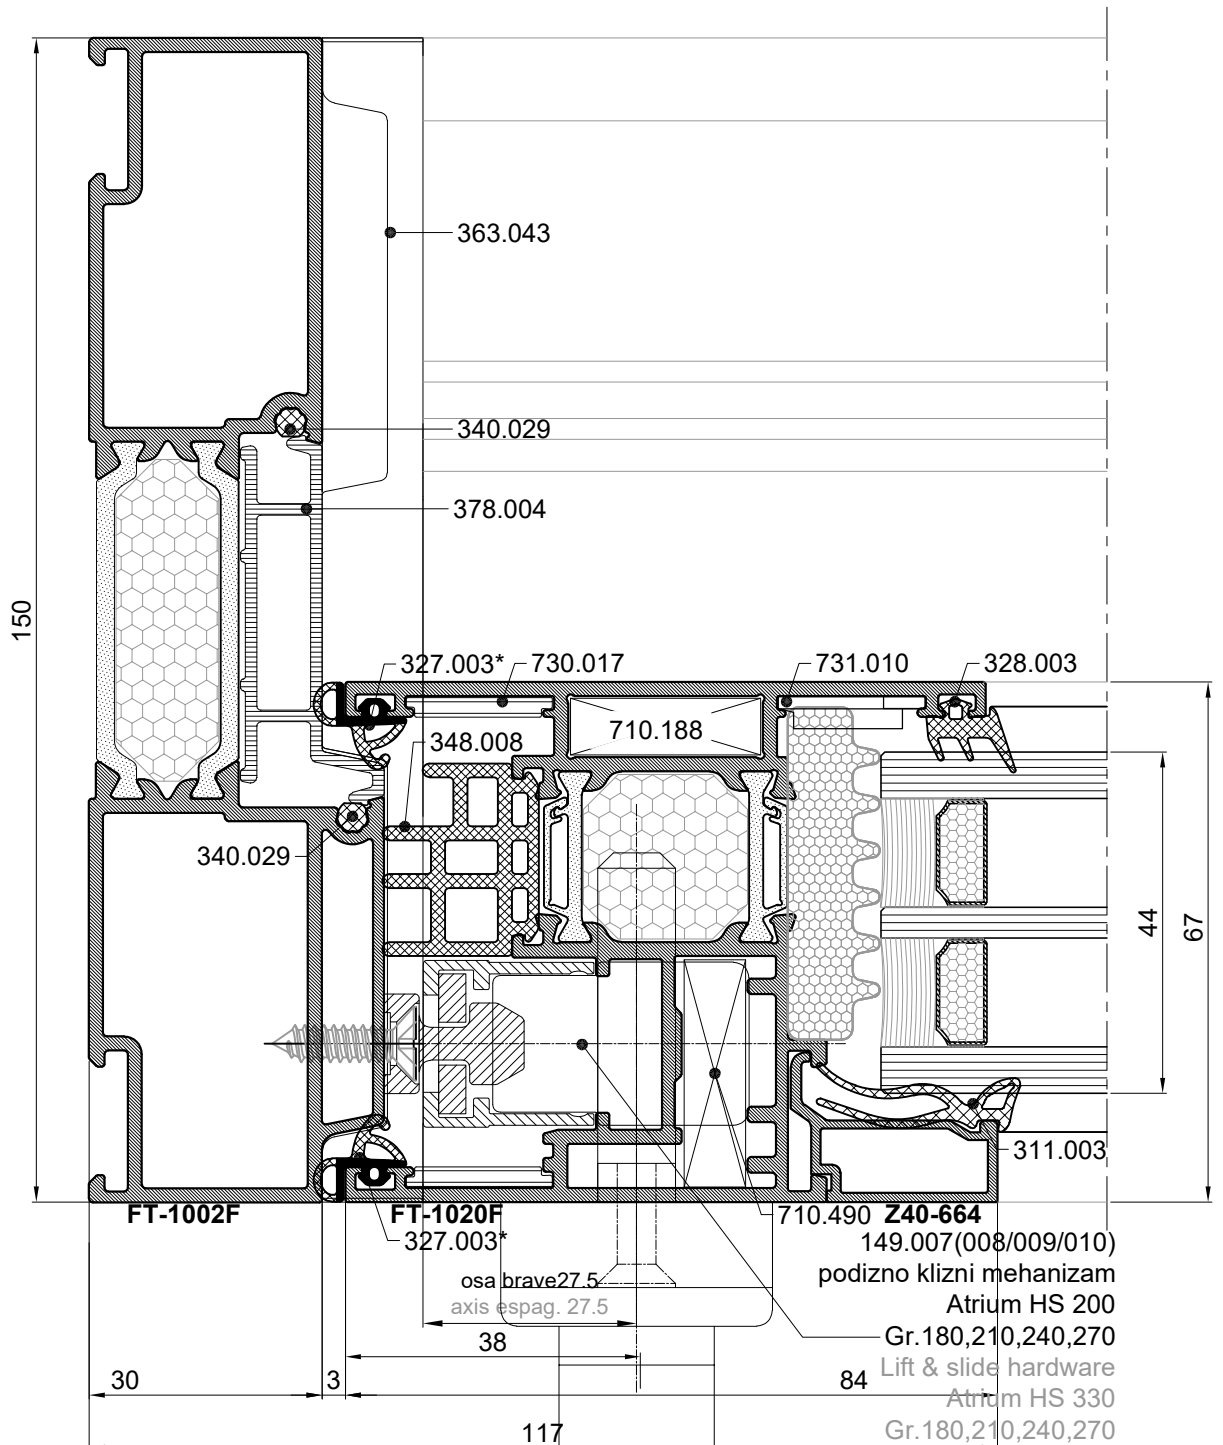 363.043
340.029
378.004
150
327.003*
730.017
731.010
328.003
710.188
348.008
340.029
44
67
311.003
FT-1002F
FT-1020F
710.490
Z40-664
327.003*
149.007(008/009/010)
podizno klizni mehanizam
Atrium HS 200
Gr.180,210,240,270
Lift & slide hardware
Atrium HS 330
Gr.180,210,240,270
osa brave27.5
axis espag. 27.5
38
30
3
84
117